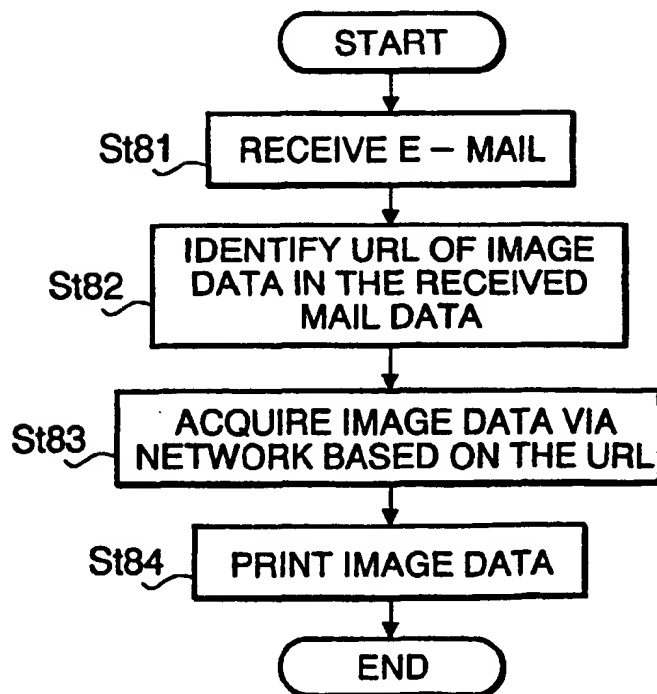 START
St81
RECEIVE E – MAIL
St82
IDENTIFY URL OF IMAGE
DATA IN THE RECEIVED
MAIL DATA
St83
ACQUIRE IMAGE DATA VIA
NETWORK BASED ON THE URL
St84
PRINT IMAGE DATA
END